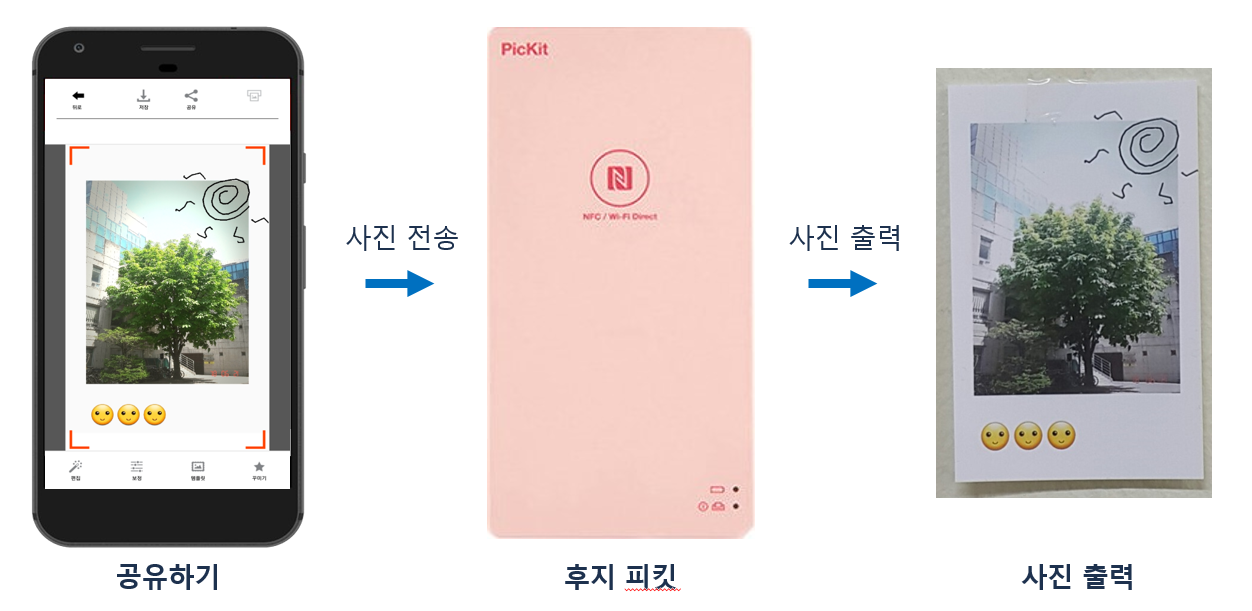 뒤로
저장
공유
편집
보정
템플릿
꾸미기
공유하기
사진 전송
PicKit
NFC / Wi-Fi Direct
후지 피킷
사진 출력
사진 출력